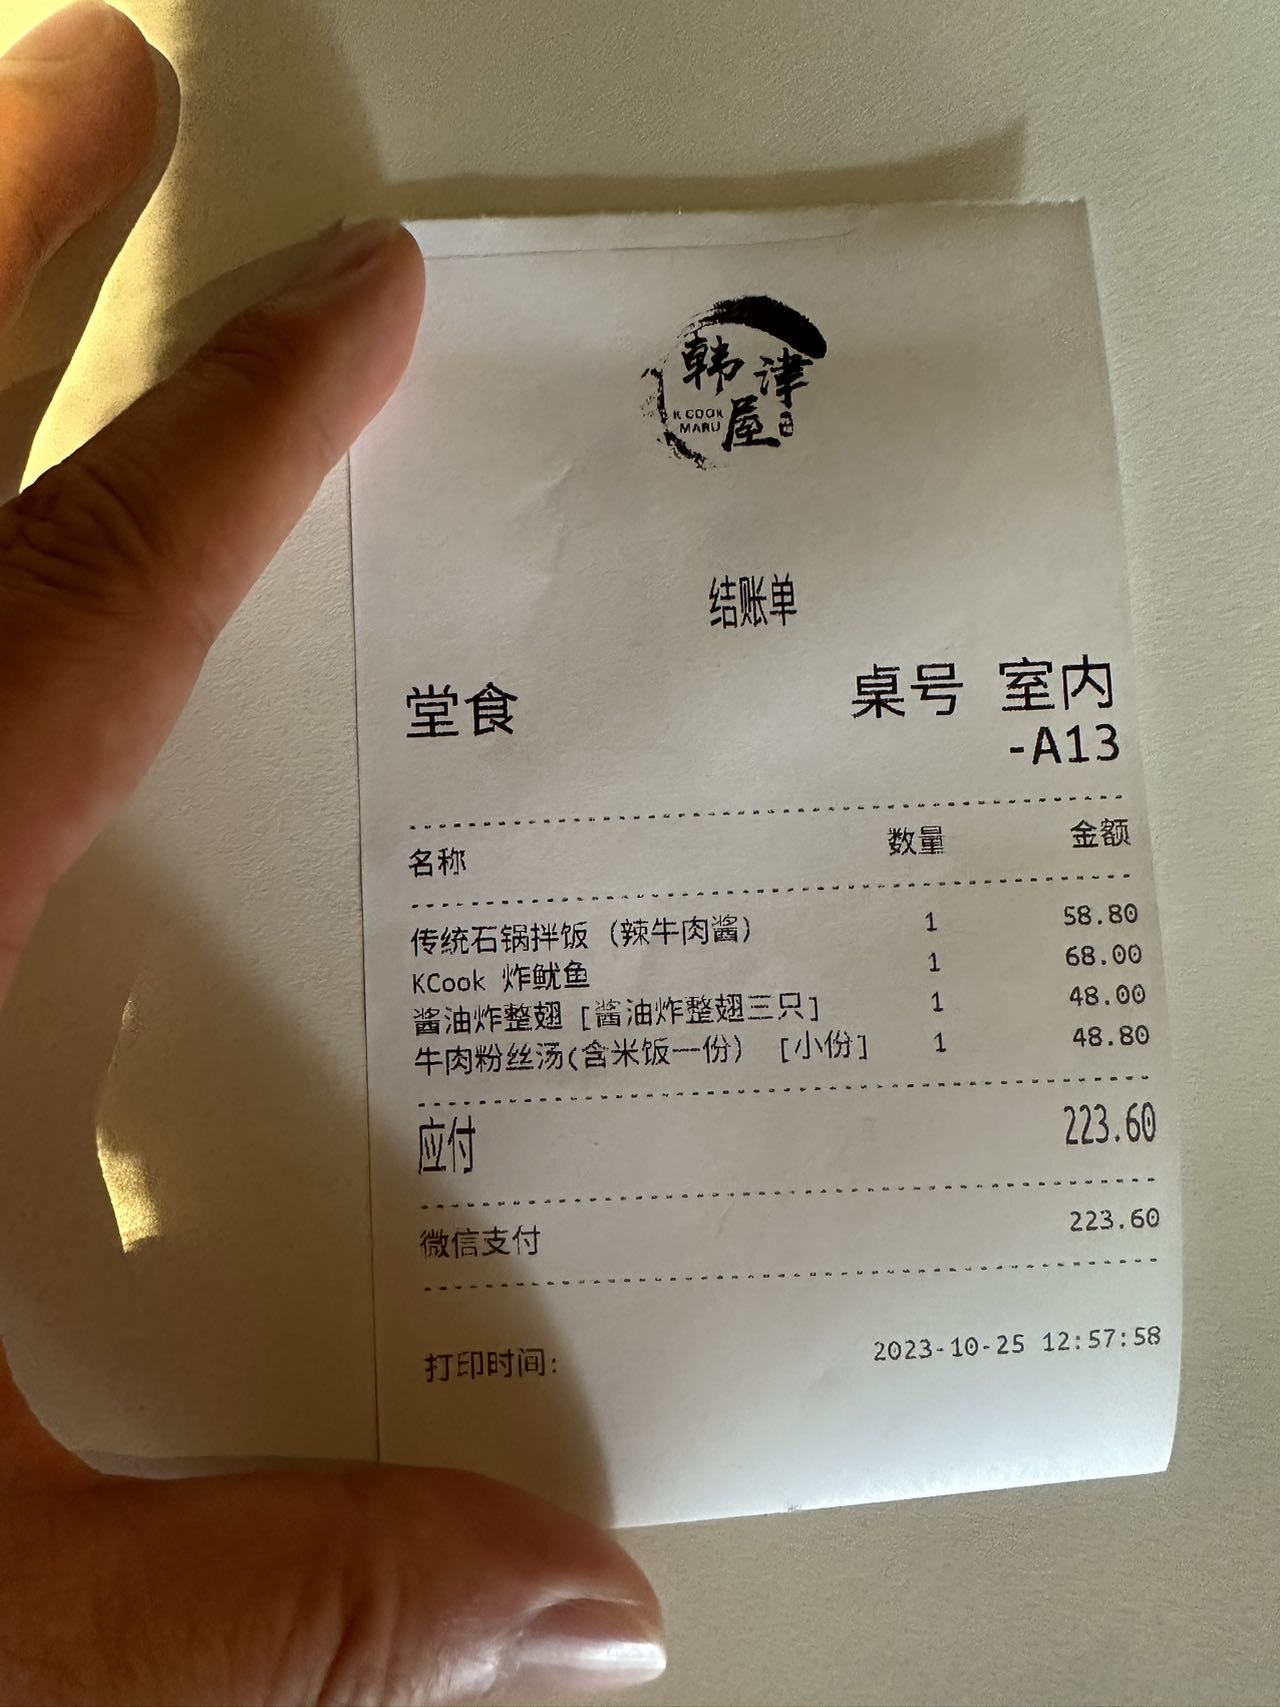 韩津
屋
K COOK
MARU
结账单
堂食 桌号 室内
-A13
名称 数量 金额
传统石锅拌饭 (辣牛肉酱) 1 58.80
KCook 炸鱿鱼 1 68.00
酱油炸整翅 [酱油炸整翅三只] 1 48.00
牛肉粉丝汤(含米饭一份) [小份] 1 48.80
应付 223.60
微信支付 223.60
打印时间: 2023-10-25 12:57:58